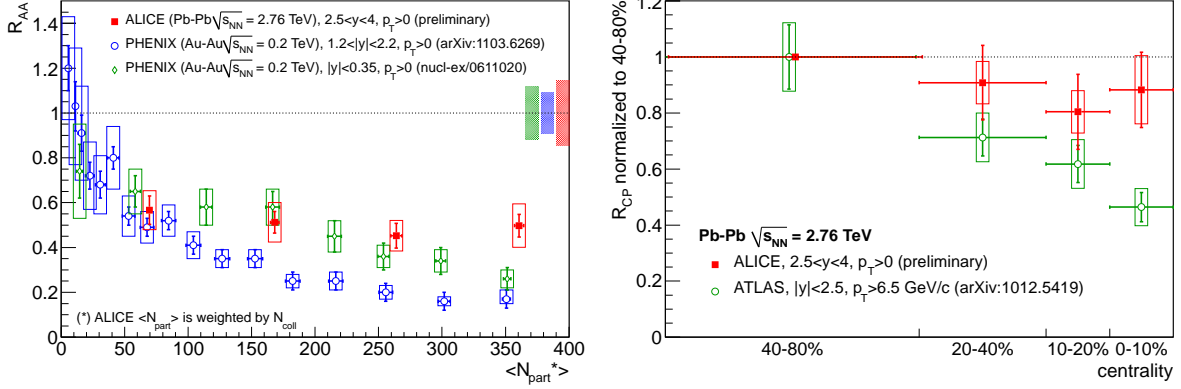 R_AA
ALICE (Pb-Pb√s_NN = 2.76 TeV), 2.5<y<4, p_T>0 (preliminary)
PHENIX (Au-Au√s_NN = 0.2 TeV), 1.2<|y|<2.2, p_T>0 (arXiv:1103.6269)
PHENIX (Au-Au√s_NN = 0.2 TeV), |y|<0.35, p_T>0 (nucl-ex/0611020)
1.4
1.2
1
0.8
0.6
0.4
0.2
0
(*) ALICE <N_part> is weighted by N_coll
0 50 100 150 200 250 300 350 400
<N_part*>
R_CP normalized to 40-80%
1.2
1
0.8
0.6
0.4
0.2
0
Pb-Pb √s_NN = 2.76 TeV
ALICE, 2.5<y<4, p_T>0 (preliminary)
ATLAS, |y|<2.5, p_T>6.5 GeV/c (arXiv:1012.5419)
40-80% 20-40% 10-20% 0-10%
centrality